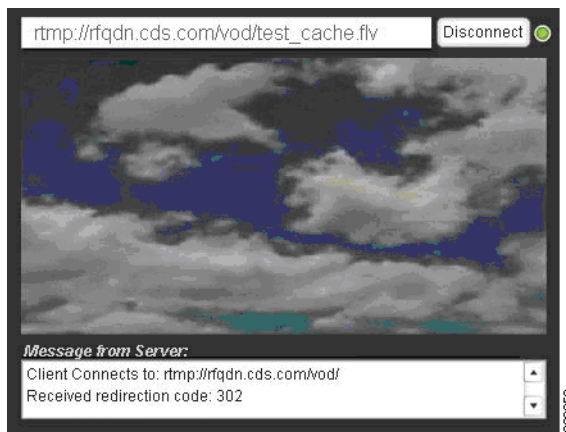 rtmp://rfqdn.cds.com/vod/test_cache.flv
Disconnect
Message from Server:
Client Connects to: rtmp://rfqdn.cds.com/vod/
Received redirection code: 302